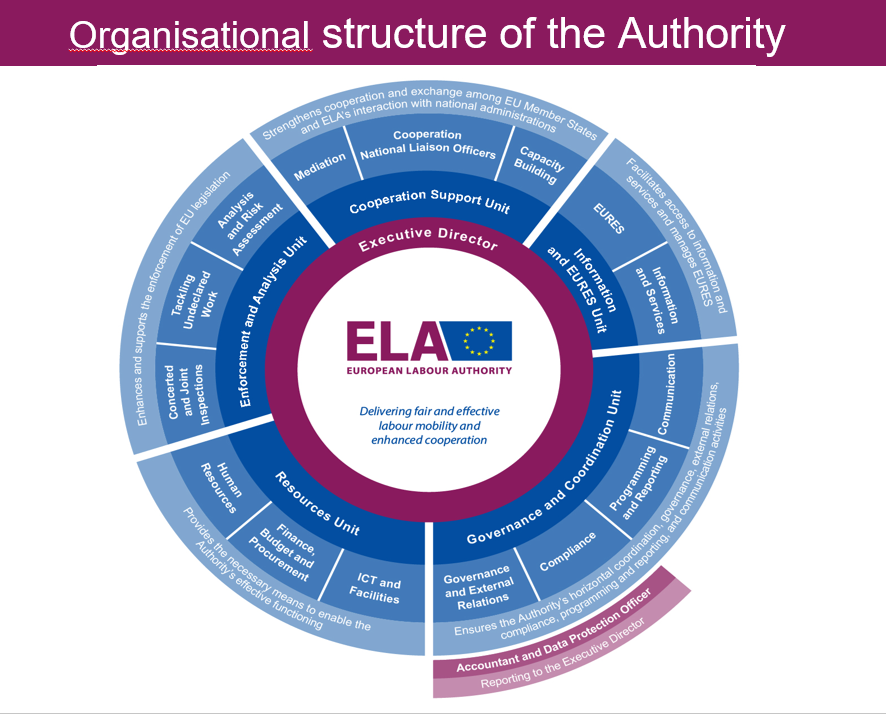 Organisational structure of the Authority
Strengthens cooperation and exchange among EU Member States
and ELA's interaction with national administrations
Mediation
Cooperation
National Liaison Officers
Capacity
Building
Cooperation Support Unit
Facilitates access to information and
services and manages EURES
EURES
Information
and Services
Information
and EURES Unit
Ensures the Authority's horizontal coordination, governance, external relations,
compliance, programming and reporting, and communication activities
Communication
Programming
and Reporting
Compliance
Governance
and External
Relations
Governance and Coordination Unit
Accountant and Data Protection Officer
Reporting to the Executive Director
Provides the necessary means to enable the
Authority's effective functioning
ICT and
Facilities
Finance,
Budget and
Procurement
Human
Resources
Resources Unit
Enhances and supports the enforcement of EU legislation
Concerted
and Joint
Inspections
Tackling
Undeclared
Work
Analysis
and Risk
Assessment
Enforcement and Analysis Unit
Executive Director
ELA
EUROPEAN LABOUR AUTHORITY
Delivering fair and effective
labour mobility and
enhanced cooperation